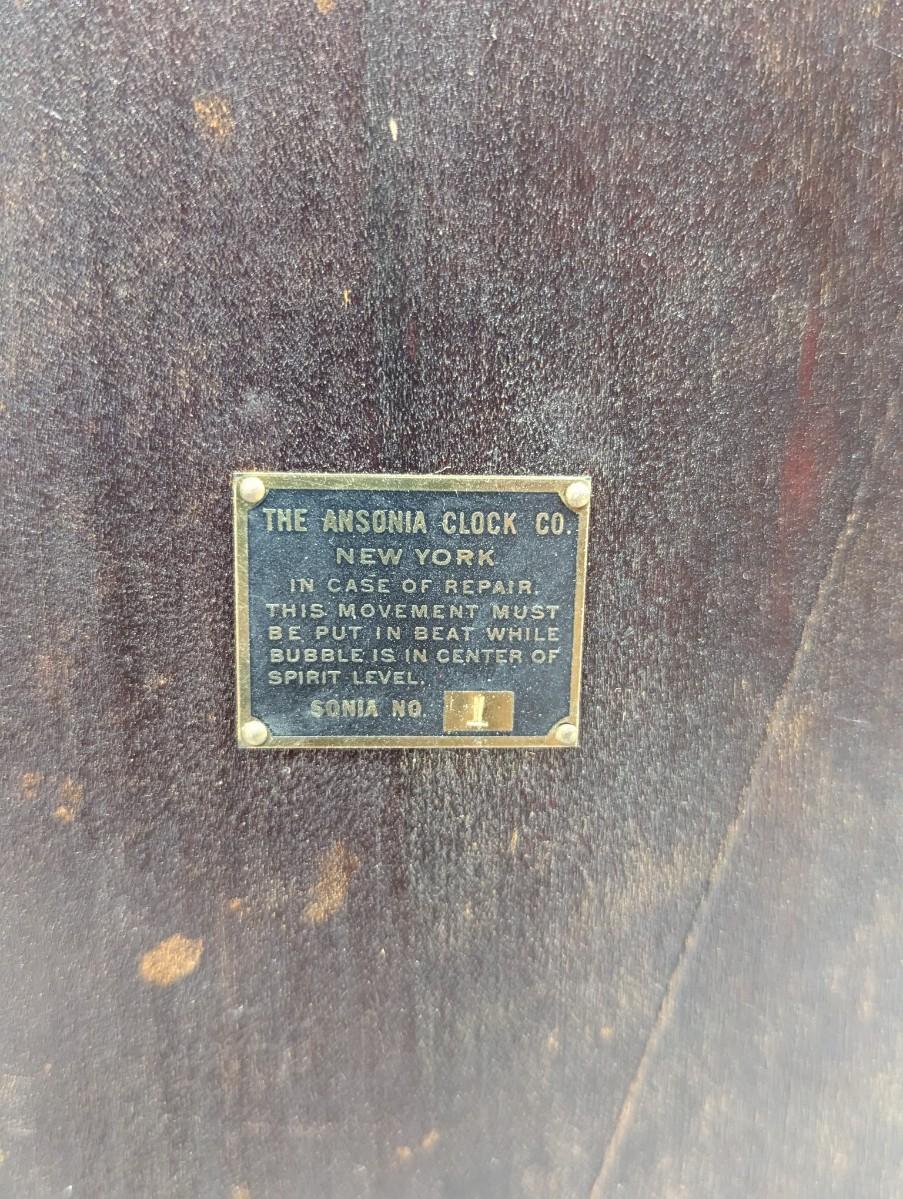 THE ANSONIA CLOCK CO.
NEW YORK
IN CASE OF REPAIR.
THIS MOVEMENT MUST
BE PUT IN BEAT WHILE
BUBBLE IS IN CENTER OF
SPIRIT LEVEL.
SONIA NO. 1